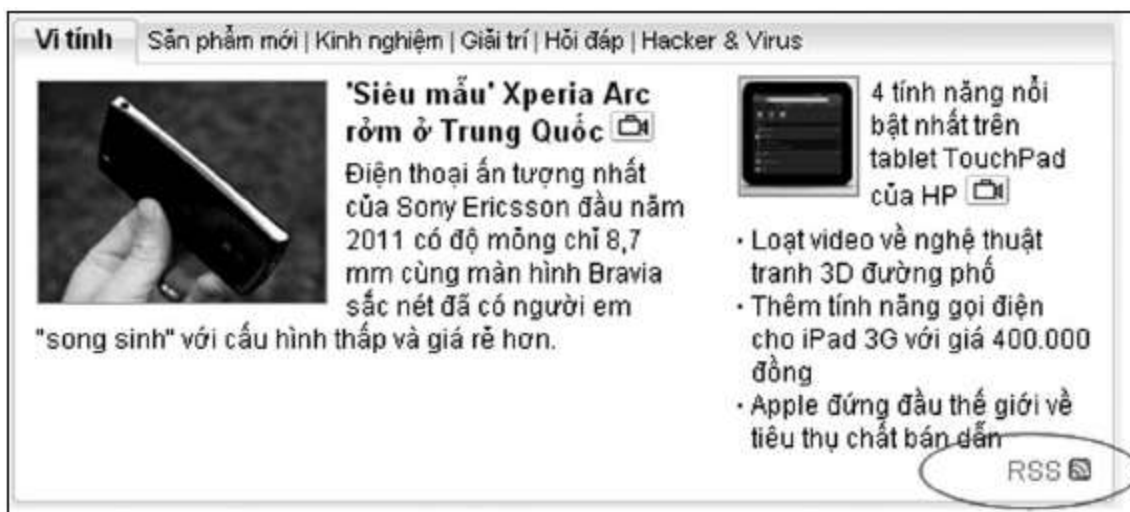 Vi tính Sản phẩm mới | Kinh nghiệm | Giải trí | Hỏi đáp | Hacker & Virus
'Siêu mẫu' Xperia Arc
rởm ở Trung Quốc
Điện thoại ấn tượng nhất
của Sony Ericsson đầu năm
2011 có độ mỏng chỉ 8,7
mm cùng màn hình Bravia
sắc nét đã có người em
"song sinh" với cấu hình thấp và giá rẻ hơn.
4 tính năng nổi
bật nhất trên
tablet TouchPad
của HP
· Loạt video về nghệ thuật
tranh 3D đường phố
· Thêm tính năng gọi điện
cho iPad 3G với giá 400.000
đồng
· Apple đứng đầu thế giới về
tiêu thụ chất bán dẫn
RSS